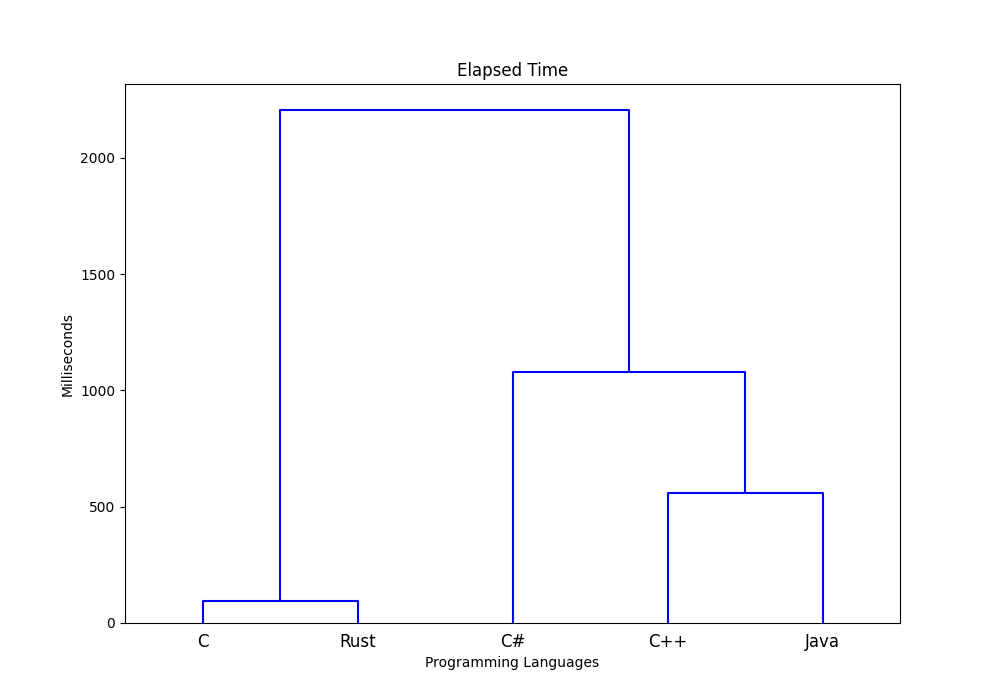 Elapsed Time
Milliseconds
2000
1500
1000
500
0
C Rust C# C++ Java
Programming Languages